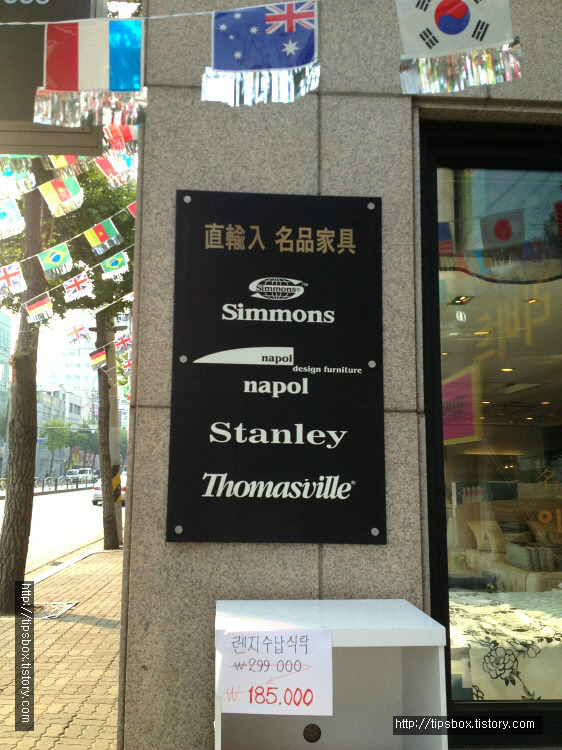 直輸入 名品家具
Simmons®™
Simmons
napol
design furniture
napol
Stanley
Thomasville®
렌지수납식탁
₩299.000
₩185.000
http://tipsbox.tistory.com
http://tipsbox.tistory.com